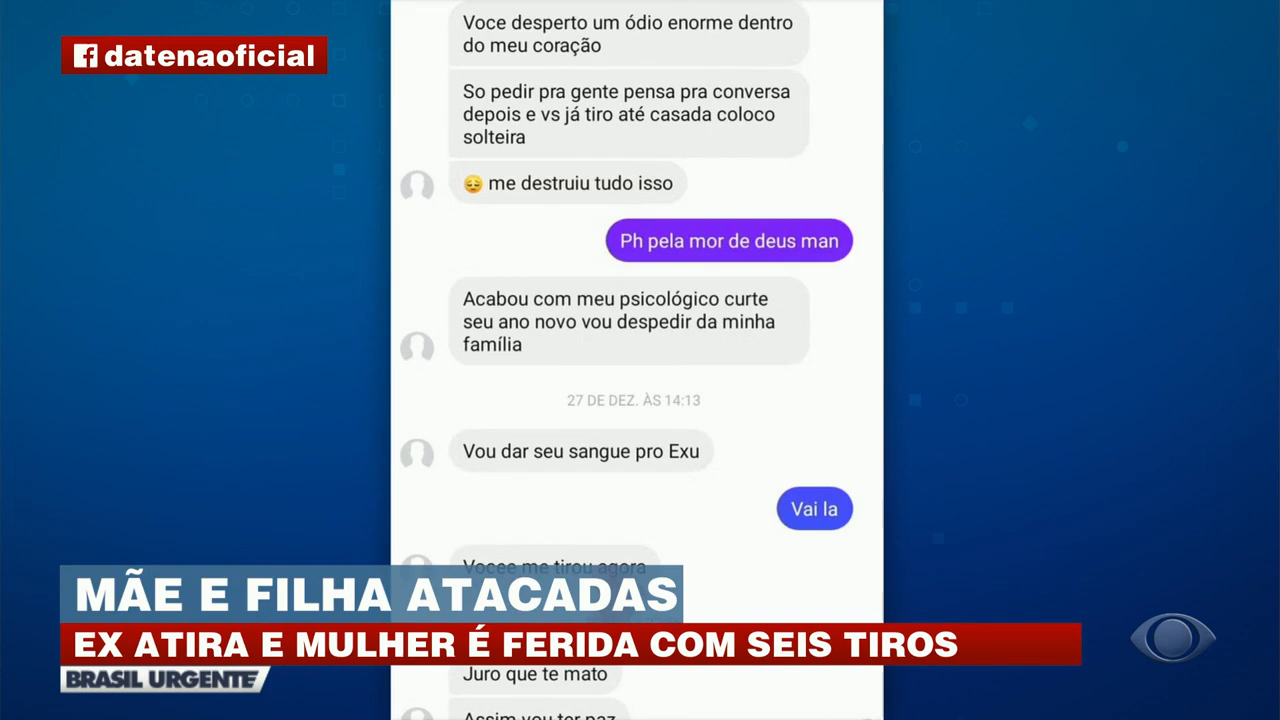 datenaoficial
Voce desperto um ódio enorme dentro
do meu coração
So pedir pra gente pensa pra conversa
depois e vs já tiro até casada coloco
solteira
😔 me destruiu tudo isso
Ph pela mor de deus man
Acabou com meu psicológico curte
seu ano novo vou despedir da minha
família
27 DE DEZ. ÀS 14:13
Vou dar seu sangue pro Exu
Vai la
Vocee me tirou agora
MÃE E FILHA ATACADAS
EX ATIRA E MULHER É FERIDA COM SEIS TIROS
BRASIL URGENTE
Juro que te mato
Assim vou ter paz